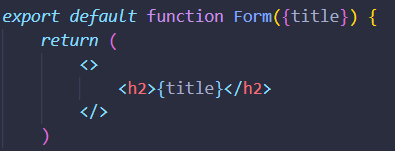 export default function Form({title}) {
    return (
        <>
            <h2>{title}</h2>
        </>
    )